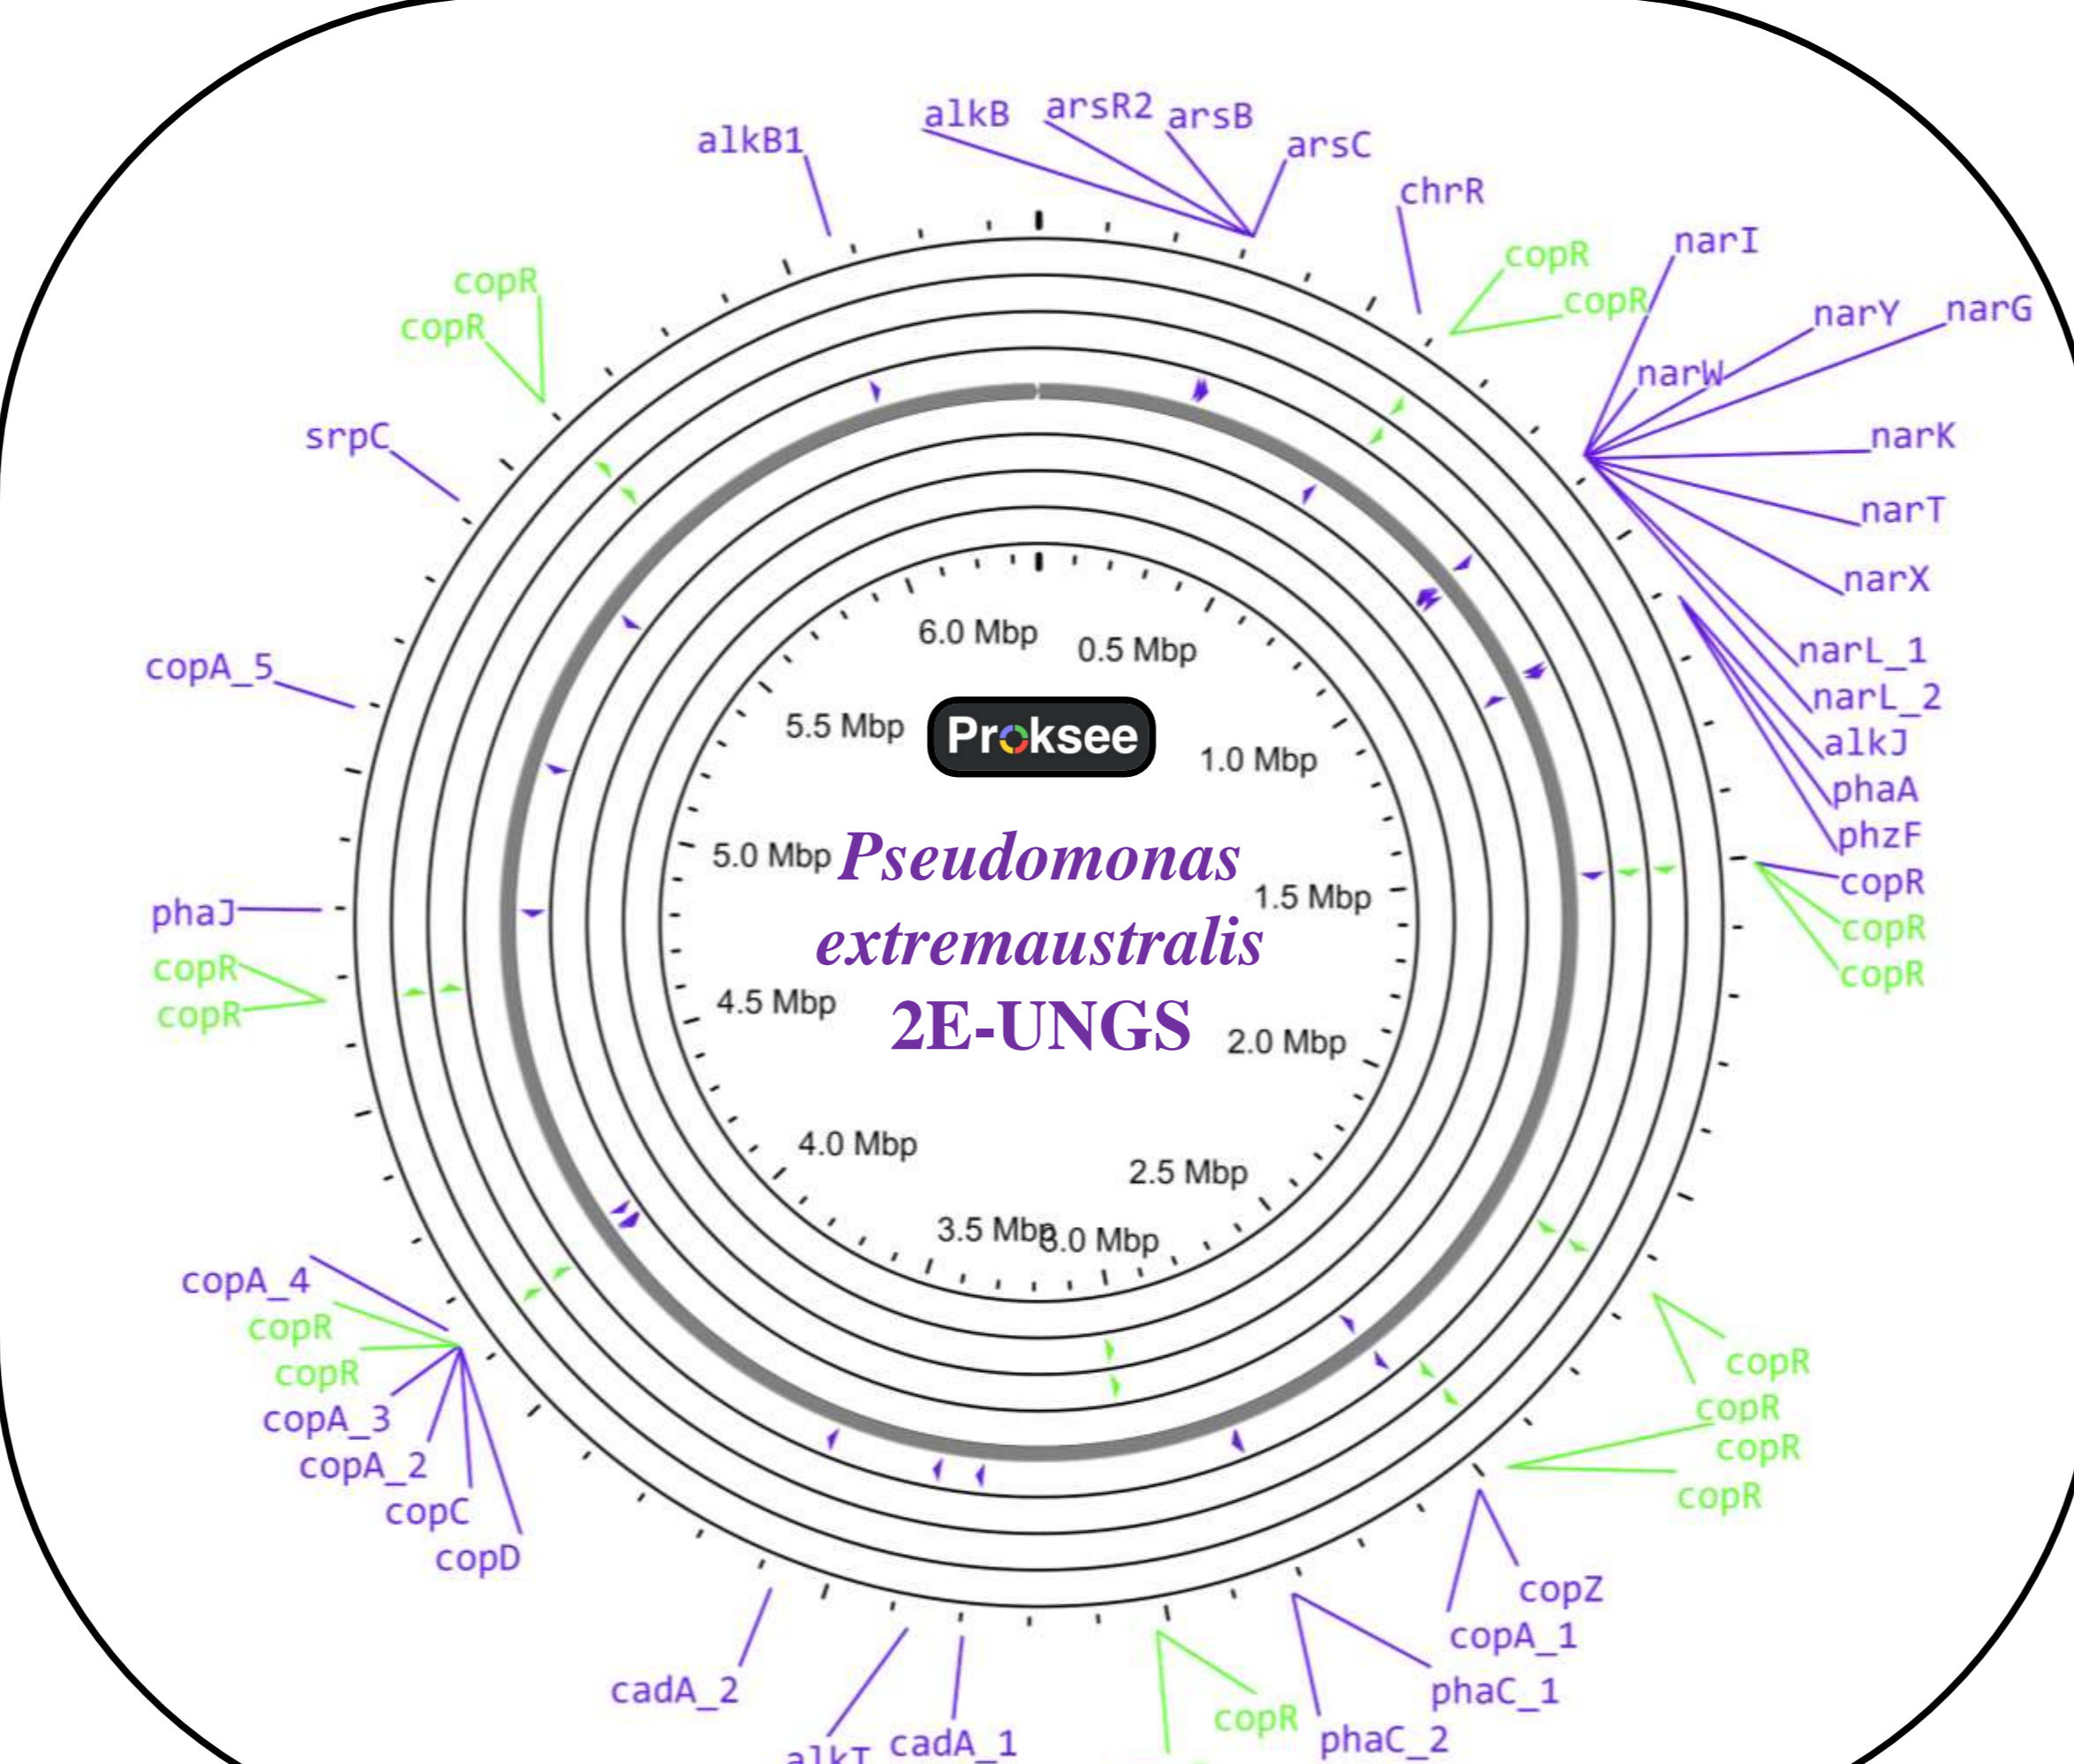 alkB1
alkB
arsR2
arsB
arsC
chrR
copR
copR
narI
narY
narG
narW
narK
narT
narX
narL_1
narL_2
alkJ
phaA
phzF
copR
copR
copR
copR
copR
copR
copR
copZ
copA_1
phaC_1
phaC_2
copR
cadA_1
cadA_2
copD
copC
copA_2
copA_3
copR
copR
copA_4
copR
copR
phaJ
copA_5
srpC
copR
copR
6.0 Mbp
0.5 Mbp
5.5 Mbp
Proksee
1.0 Mbp
5.0 Mbp
Pseudomonas
1.5 Mbp
extremaustralis
4.5 Mbp
2E-UNGS
2.0 Mbp
4.0 Mbp
2.5 Mbp
3.5 Mbp
3.0 Mbp